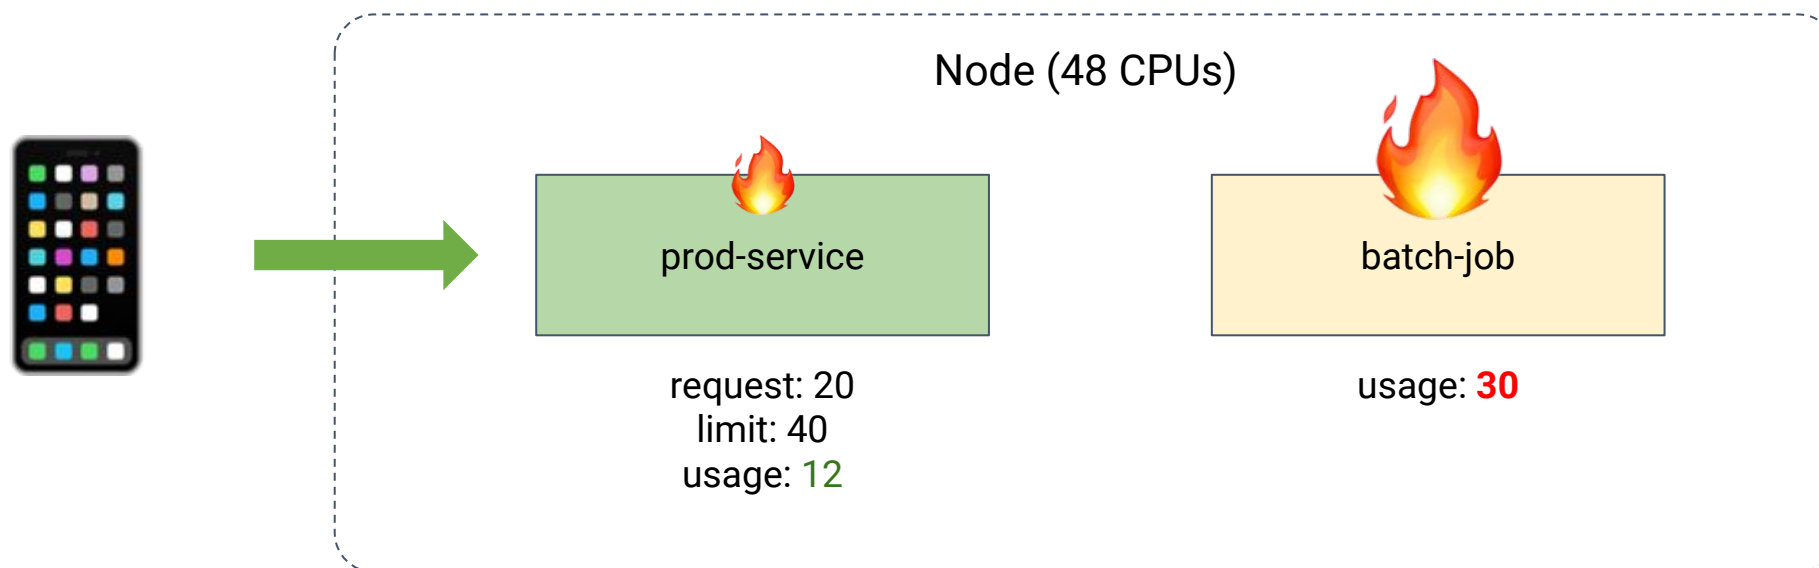 Node (48 CPUs)
prod-service
batch-job
request: 20
limit: 40
usage: 12
usage: 30